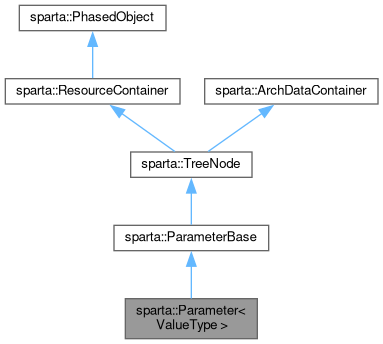 sparta::PhasedObject
sparta::ResourceContainer
sparta::ArchDataContainer
sparta::TreeNode
sparta::ParameterBase
sparta::Parameter<
ValueType >